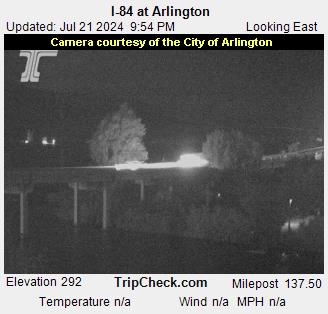 I-84 at Arlington
Updated: Jul 21 2024 9:54 PM Looking East
Camera courtesy of the City of Arlington
Elevation 292 TripCheck.com Milepost 137.50
Temperature n/a Wind n/a MPH n/a